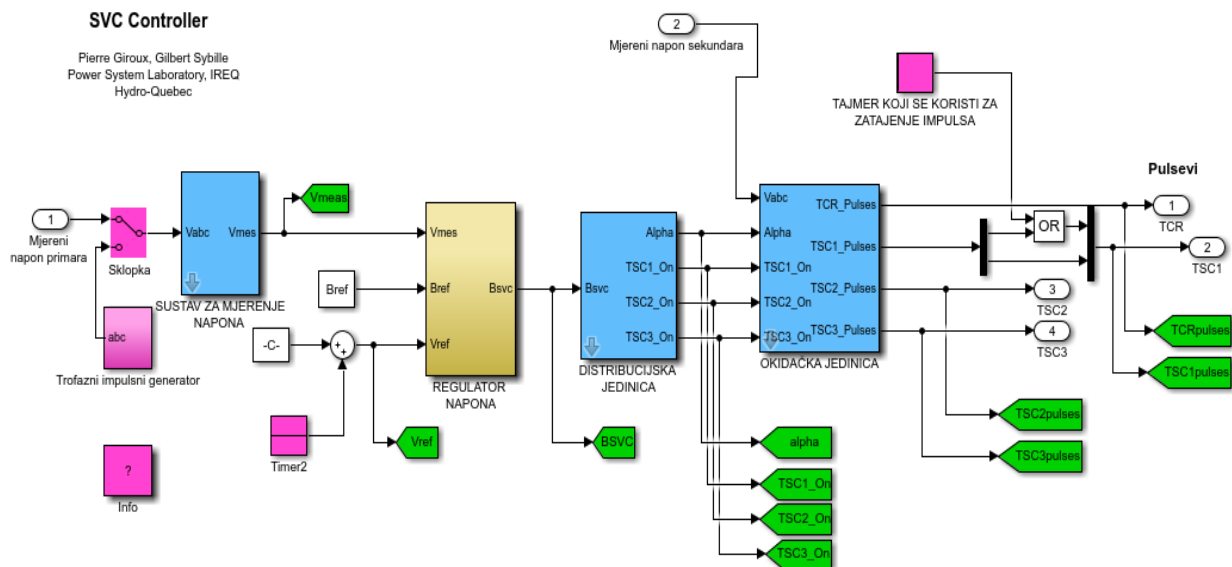 SVC Controller
Pierre Giroux, Gilbert Sybille
Power System Laboratory, IREQ
Hydro-Quebec
2
Mjereni napon sekundara
TAJMER KOJI SE KORISTI ZA
ZATAJENJE IMPULSA
Pulsevi
1
Mjereni
napon primara
Sklopka
Vabc
Vmes
SUSTAV ZA MJERENJE
NAPONA
Vmeas
abc
Trofazni impulsni generator
Bref
-C-
++
Timer2
Vref
?
Info
Vmes
Bref
Vref
Bsvc
REGULATOR
NAPONA
BSVC
Bsvc
Alpha
TSC1_On
TSC2_On
TSC3_On
DISTRIBUCIJSKA
JEDINICA
Vabc
Alpha
TSC1_On
TSC2_On
TSC3_On
TCR_Pulses
TSC1_Pulses
TSC2_Pulses
TSC3_Pulses
OKIDAČKA JEDINICA
OR
1
TCR
2
TSC1
3
TSC2
4
TSC3
TCRpulses
TSC1pulses
TSC2pulses
TSC3pulses
alpha
TSC1_On
TSC2_On
TSC3_On